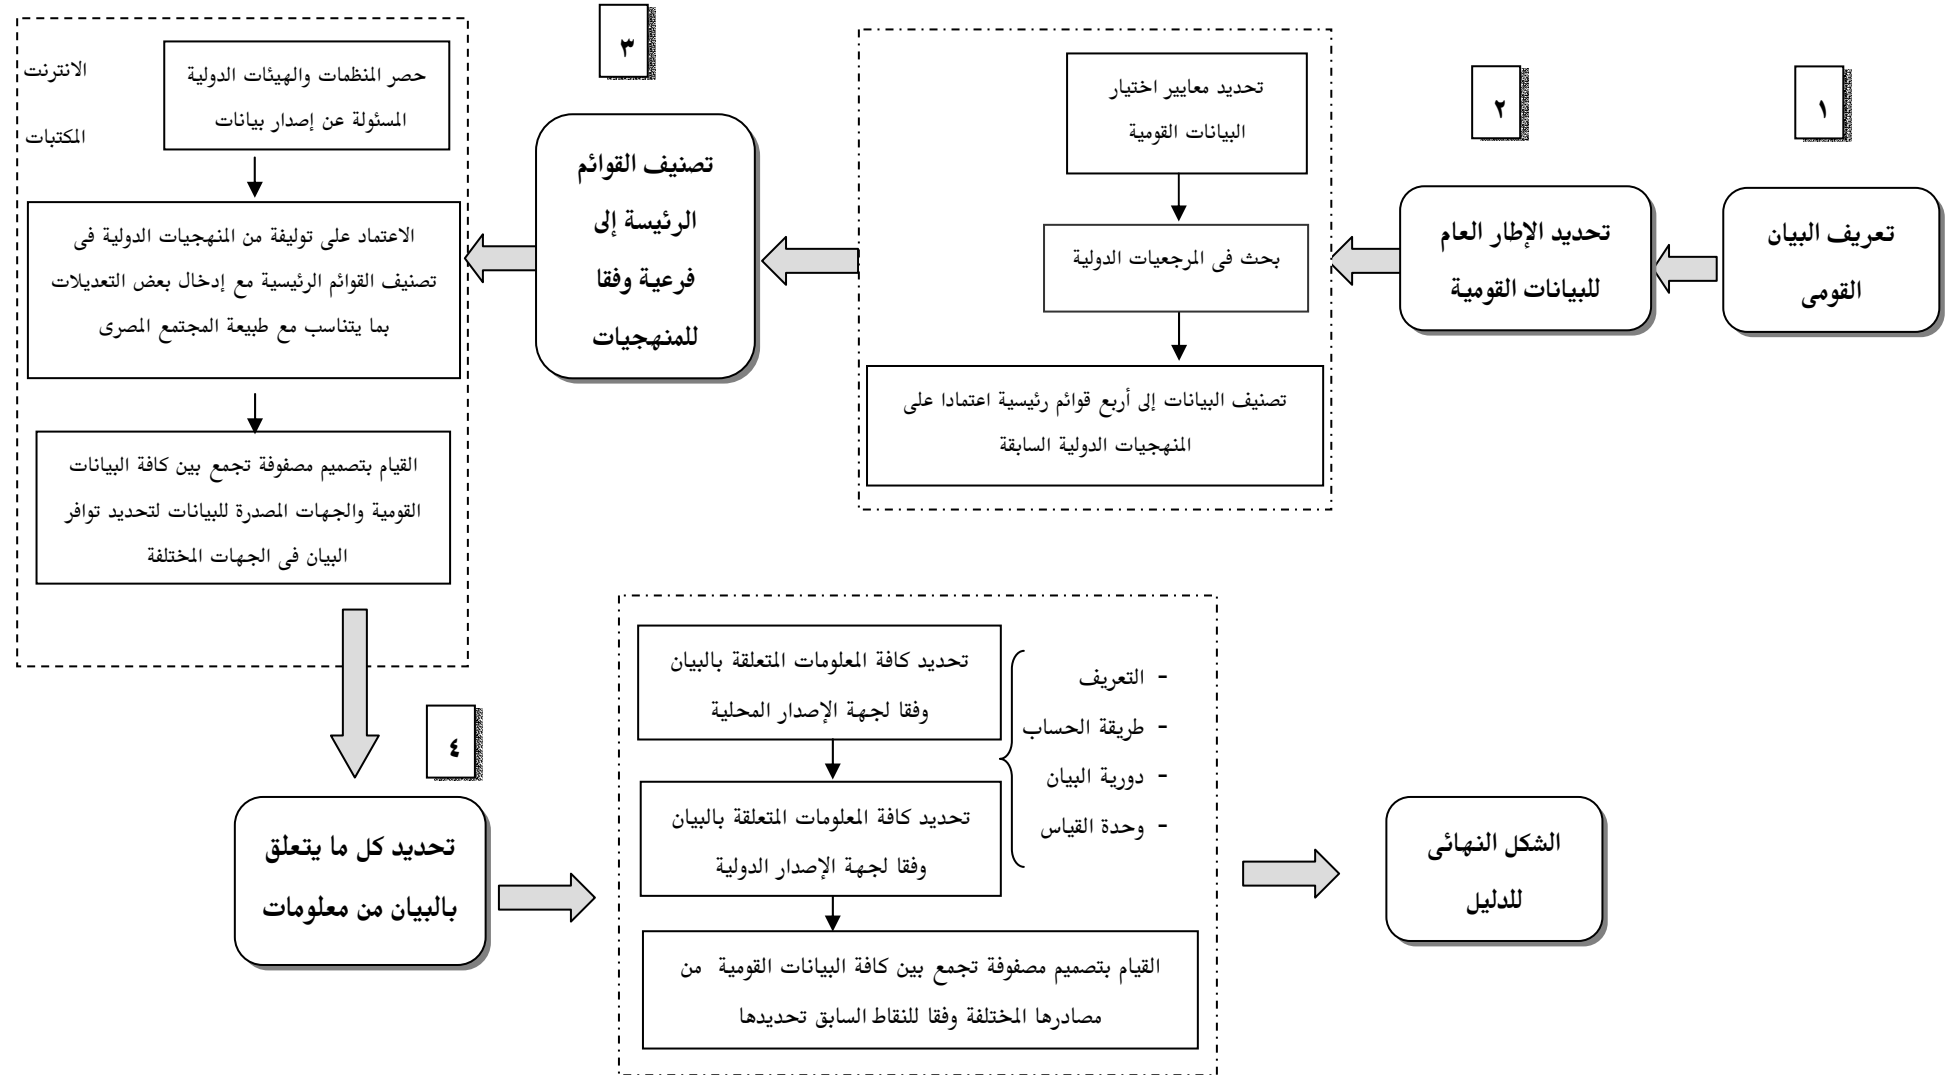 ١
تعريف البيان
القومى
٢
تحديد الإطار العام
للبيانات القومية
تحديد معايير اختيار
البيانات القومية
بحث فى المرجعيات الدولية
تصنيف البيانات إلى أربع قوائم رئيسية اعتمادا على
المنهجيات الدولية السابقة
٣
تصنيف القوائم
الرئيسة إلى
فرعية وفقا
للمنهجيات
حصر المنظمات والهيئات الدولية
المسئولة عن إصدار بيانات
الانترنت
المكتبات
الاعتماد على توليفة من المنهجيات الدولية فى
تصنيف القوائم الرئيسية مع إدخال بعض التعديلات
بما يتناسب مع طبيعة المجتمع المصرى
القيام بتصميم مصفوفة تجمع بين كافة البيانات
القومية والجهات المصدرة للبيانات لتحديد توافر
البيان فى الجهات المختلفة
٤
تحديد كل ما يتعلق
بالبيان من معلومات
تحديد كافة المعلومات المتعلقة بالبيان
وفقا لجهة الإصدار المحلية
تحديد كافة المعلومات المتعلقة بالبيان
وفقا لجهة الإصدار الدولية
- التعريف
- طريقة الحساب
- دورية البيان
- وحدة القياس
القيام بتصميم مصفوفة تجمع بين كافة البيانات القومية من
مصادرها المختلفة وفقا للنقاط السابق تحديدها
الشكل النهائى
للدليل